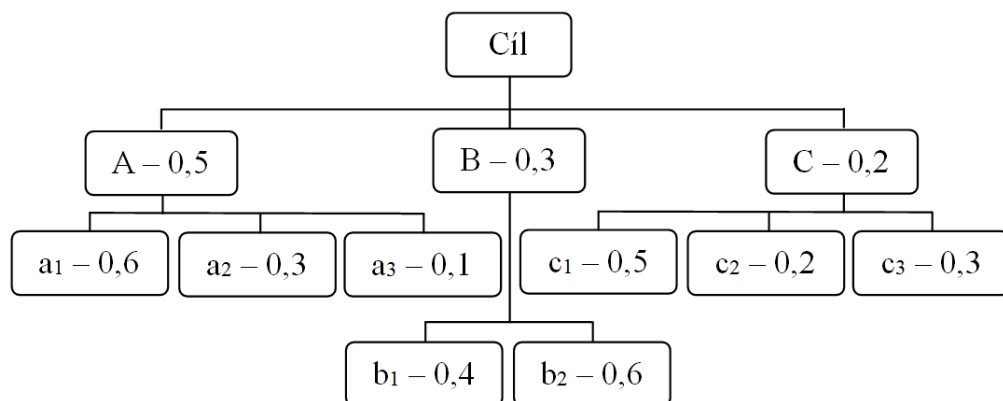 Cíl
A – 0,5
B – 0,3
C – 0,2
a₁ – 0,6
a₂ – 0,3
a₃ – 0,1
c₁ – 0,5
c₂ – 0,2
c₃ – 0,3
b₁ – 0,4
b₂ – 0,6